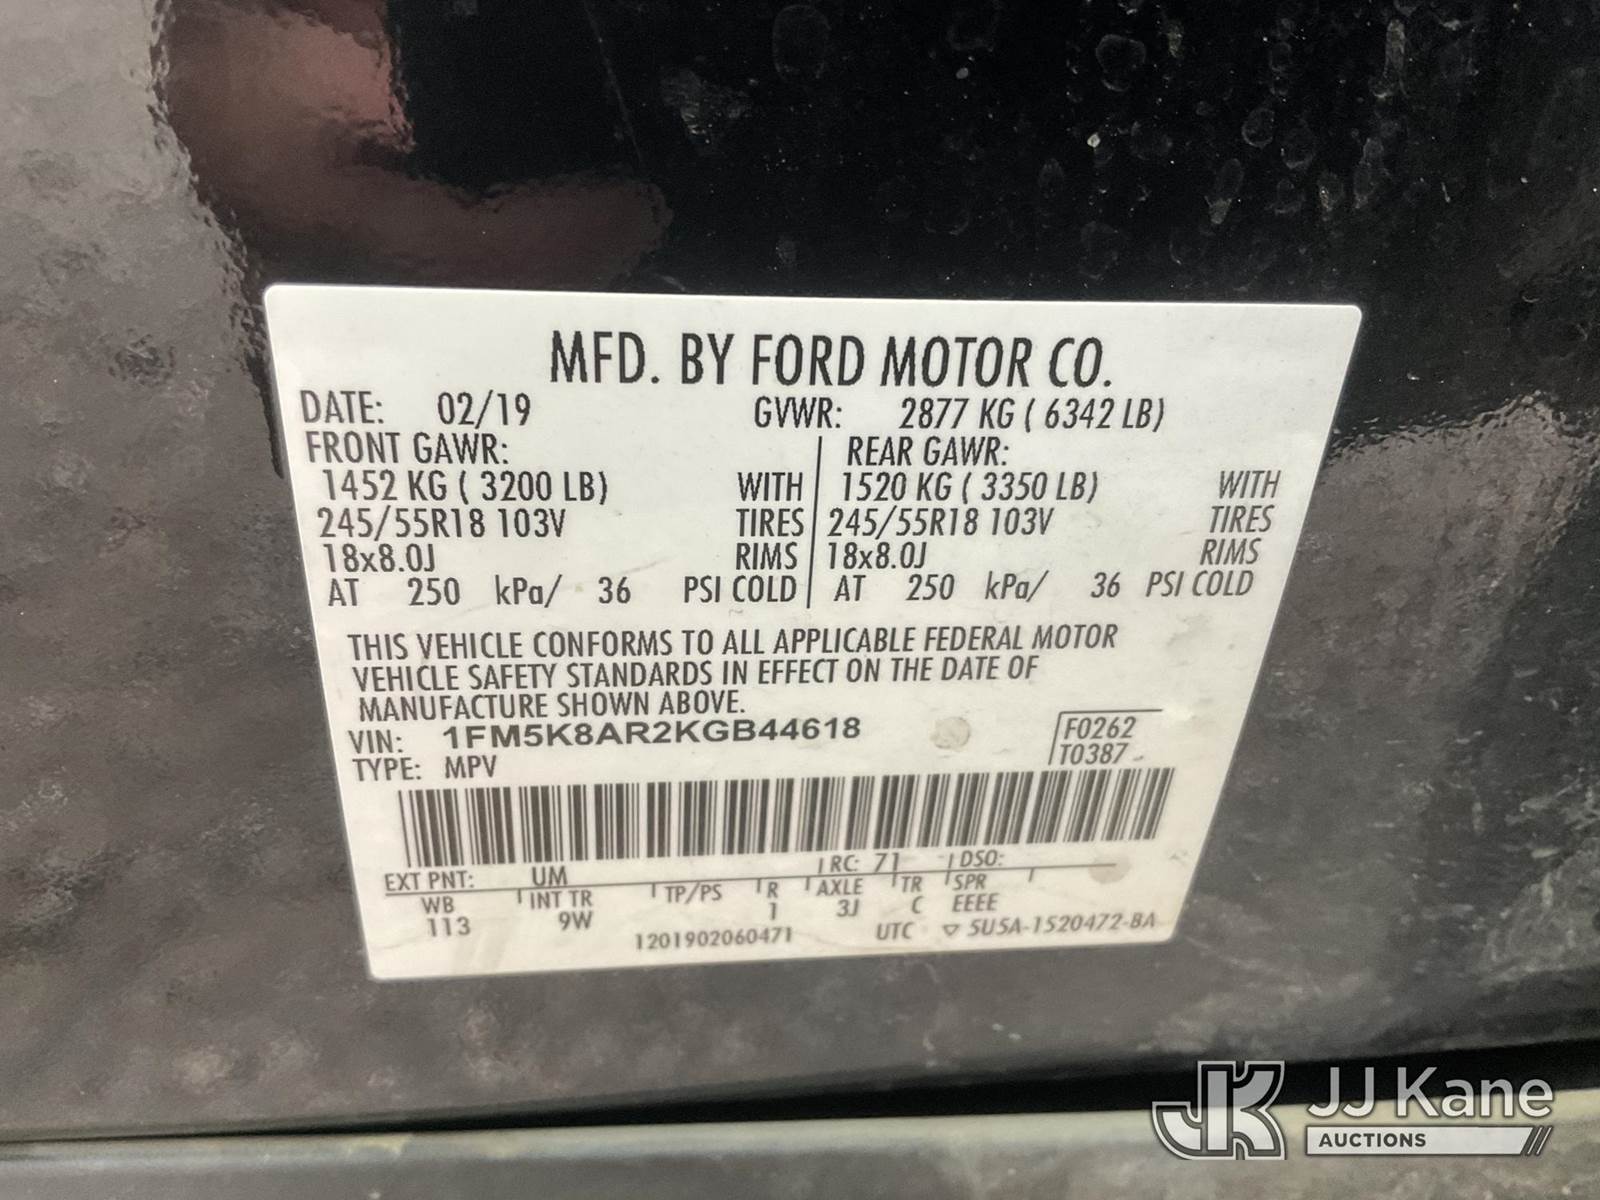 MFD. BY FORD MOTOR CO.
DATE: 02/19 GVWR: 2877 KG ( 6342 LB)
FRONT GAWR: REAR GAWR:
1452 KG ( 3200 LB) WITH 1520 KG ( 3350 LB) WITH
245/55R18 103V TIRES 245/55R18 103V TIRES
18x8.0J RIMS 18x8.0J RIMS
AT 250 kPa/ 36 PSI COLD AT 250 kPa/ 36 PSI COLD
THIS VEHICLE CONFORMS TO ALL APPLICABLE FEDERAL MOTOR
VEHICLE SAFETY STANDARDS IN EFFECT ON THE DATE OF
MANUFACTURE SHOWN ABOVE.
VIN: 1FM5K8AR2KGB44618 F0262
TYPE: MPV T0387
EXT PNT: UM RC: 71 DSO:
WB INT TR TP/PS R AXLE TR SPR
113 9W 1 3J C EEEE
1201902060471 UTC ▽ SU5A-1520472-BA
JK JJ Kane
AUCTIONS